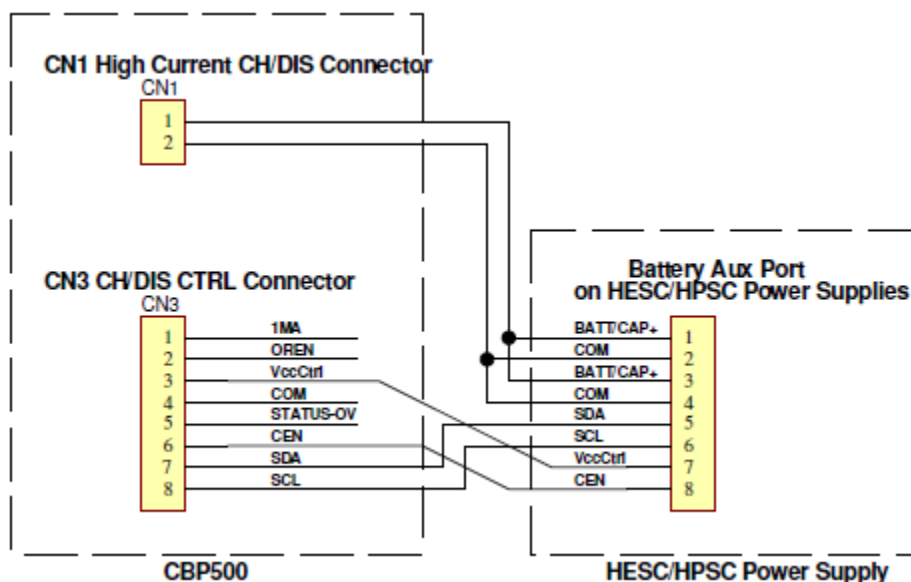 CN1 High Current CH/DIS Connector
CN1
1
2
CN3 CH/DIS CTRL Connector
CN3
1 1MA
2 OREN
3 VccCtrl
4 COM
5 STATUS-OV
6 CEN
7 SDA
8 SCL
CBP500
Battery Aux Port
on HESC/HPSC Power Supplies
BATT/CAP+ 1
COM 2
BATT/CAP+ 3
COM 4
SDA 5
SCL 6
VccCtrl 7
CEN 8
HESC/HPSC Power Supply